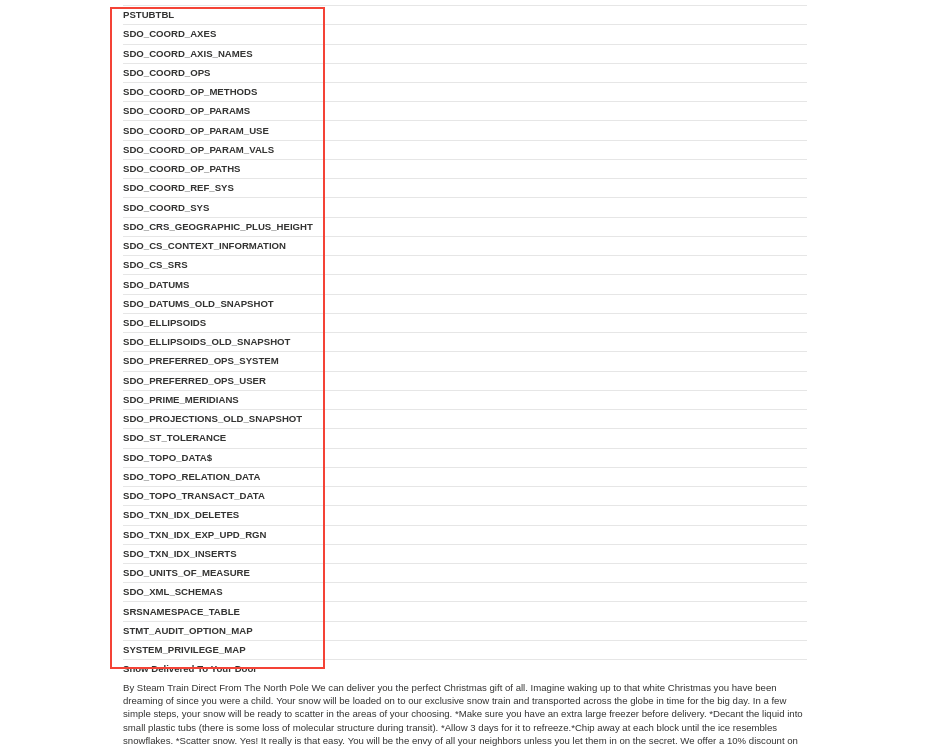 PSTUBTBL
SDO_COORD_AXES
SDO_COORD_AXIS_NAMES
SDO_COORD_OPS
SDO_COORD_OP_METHODS
SDO_COORD_OP_PARAMS
SDO_COORD_OP_PARAM_USE
SDO_COORD_OP_PARAM_VALS
SDO_COORD_OP_PATHS
SDO_COORD_REF_SYS
SDO_COORD_SYS
SDO_CRS_GEOGRAPHIC_PLUS_HEIGHT
SDO_CS_CONTEXT_INFORMATION
SDO_CS_SRS
SDO_DATUMS
SDO_DATUMS_OLD_SNAPSHOT
SDO_ELLIPSOIDS
SDO_ELLIPSOIDS_OLD_SNAPSHOT
SDO_PREFERRED_OPS_SYSTEM
SDO_PREFERRED_OPS_USER
SDO_PRIME_MERIDIANS
SDO_PROJECTIONS_OLD_SNAPSHOT
SDO_ST_TOLERANCE
SDO_TOPO_DATA$
SDO_TOPO_RELATION_DATA
SDO_TOPO_TRANSACT_DATA
SDO_TXN_IDX_DELETES
SDO_TXN_IDX_EXP_UPD_RGN
SDO_TXN_IDX_INSERTS
SDO_UNITS_OF_MEASURE
SDO_XML_SCHEMAS
SRSNAMESPACE_TABLE
STMT_AUDIT_OPTION_MAP
SYSTEM_PRIVILEGE_MAP
Snow Delivered To Your Door
By Steam Train Direct From The North Pole We can deliver you the perfect Christmas gift of all. Imagine waking up to that white Christmas you have been
dreaming of since you were a child. Your snow will be loaded on to our exclusive snow train and transported across the globe in time for the big day. In a few
simple steps, your snow will be ready to scatter in the areas of your choosing. *Make sure you have an extra large freezer before delivery. *Decant the liquid into
small plastic tubs (there is some loss of molecular structure during transit). *Allow 3 days for it to refreeze.*Chip away at each block until the ice resembles
snowflakes. *Scatter snow. Yes! It really is that easy. You will be the envy of all your neighbors unless you let them in on the secret. We offer a 10% discount on